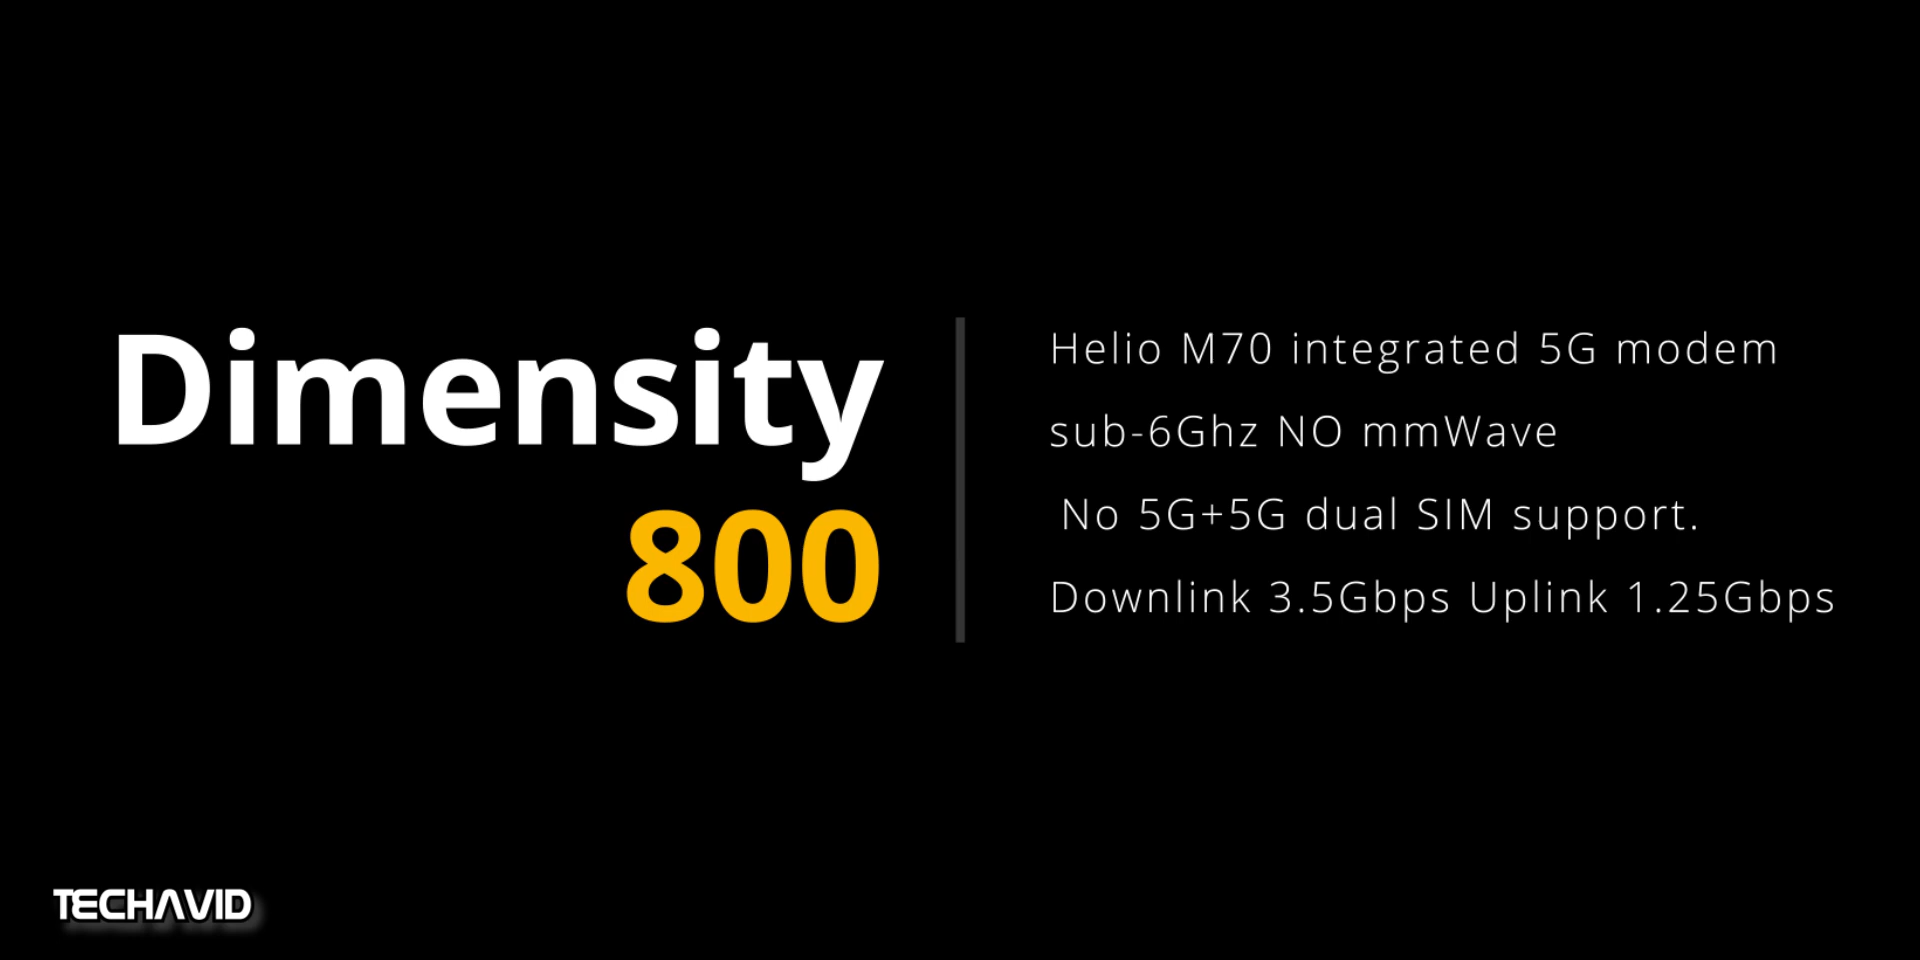 Dimensity
800
Helio M70 integrated 5G modem
sub-6Ghz NO mmWave
No 5G+5G dual SIM support.
Downlink 3.5Gbps Uplink 1.25Gbps
TECHAVID